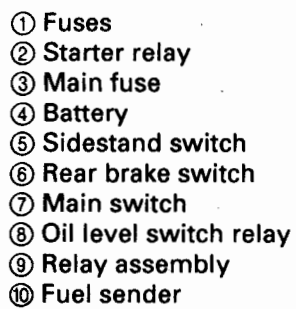 ① Fuses
② Starter relay
③ Main fuse
④ Battery
⑤ Sidestand switch
⑥ Rear brake switch
⑦ Main switch
⑧ Oil level switch relay
⑨ Relay assembly
⑩ Fuel sender